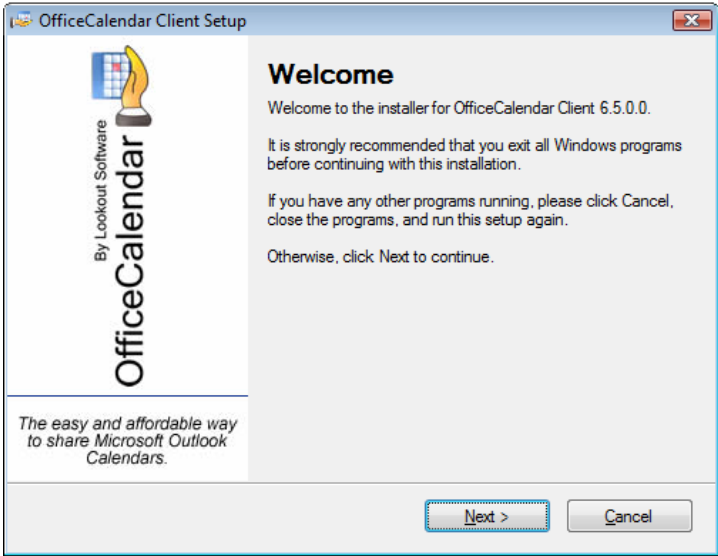 OfficeCalendar Client Setup
By Lookout Software
OfficeCalendar
The easy and affordable way
to share Microsoft Outlook
Calendars.
Welcome
Welcome to the installer for OfficeCalendar Client 6.5.0.0.
It is strongly recommended that you exit all Windows programs
before continuing with this installation.
If you have any other programs running, please click Cancel,
close the programs, and run this setup again.
Otherwise, click Next to continue.
Next >
Cancel